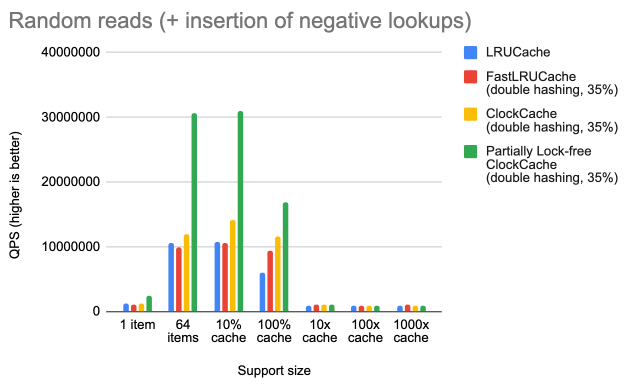 Random reads (+ insertion of negative lookups)
40000000
30000000
20000000
10000000
0
QPS (higher is better)
1 item
64
items
10%
cache
100%
cache
10x
cache
100x
cache
1000x
cache
Support size
LRUCache
FastLRUCache
(double hashing, 35%)
ClockCache
(double hashing, 35%)
Partially Lock-free
ClockCache
(double hashing, 35%)